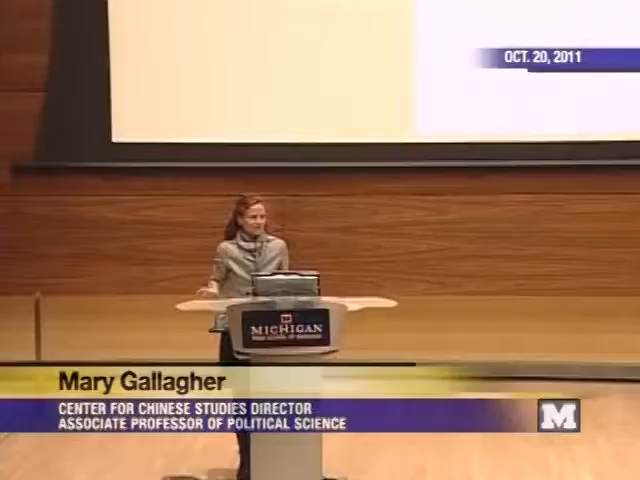 OCT. 20, 2011
M
MICHIGAN
Mary Gallagher
CENTER FOR CHINESE STUDIES DIRECTOR
ASSOCIATE PROFESSOR OF POLITICAL SCIENCE
M